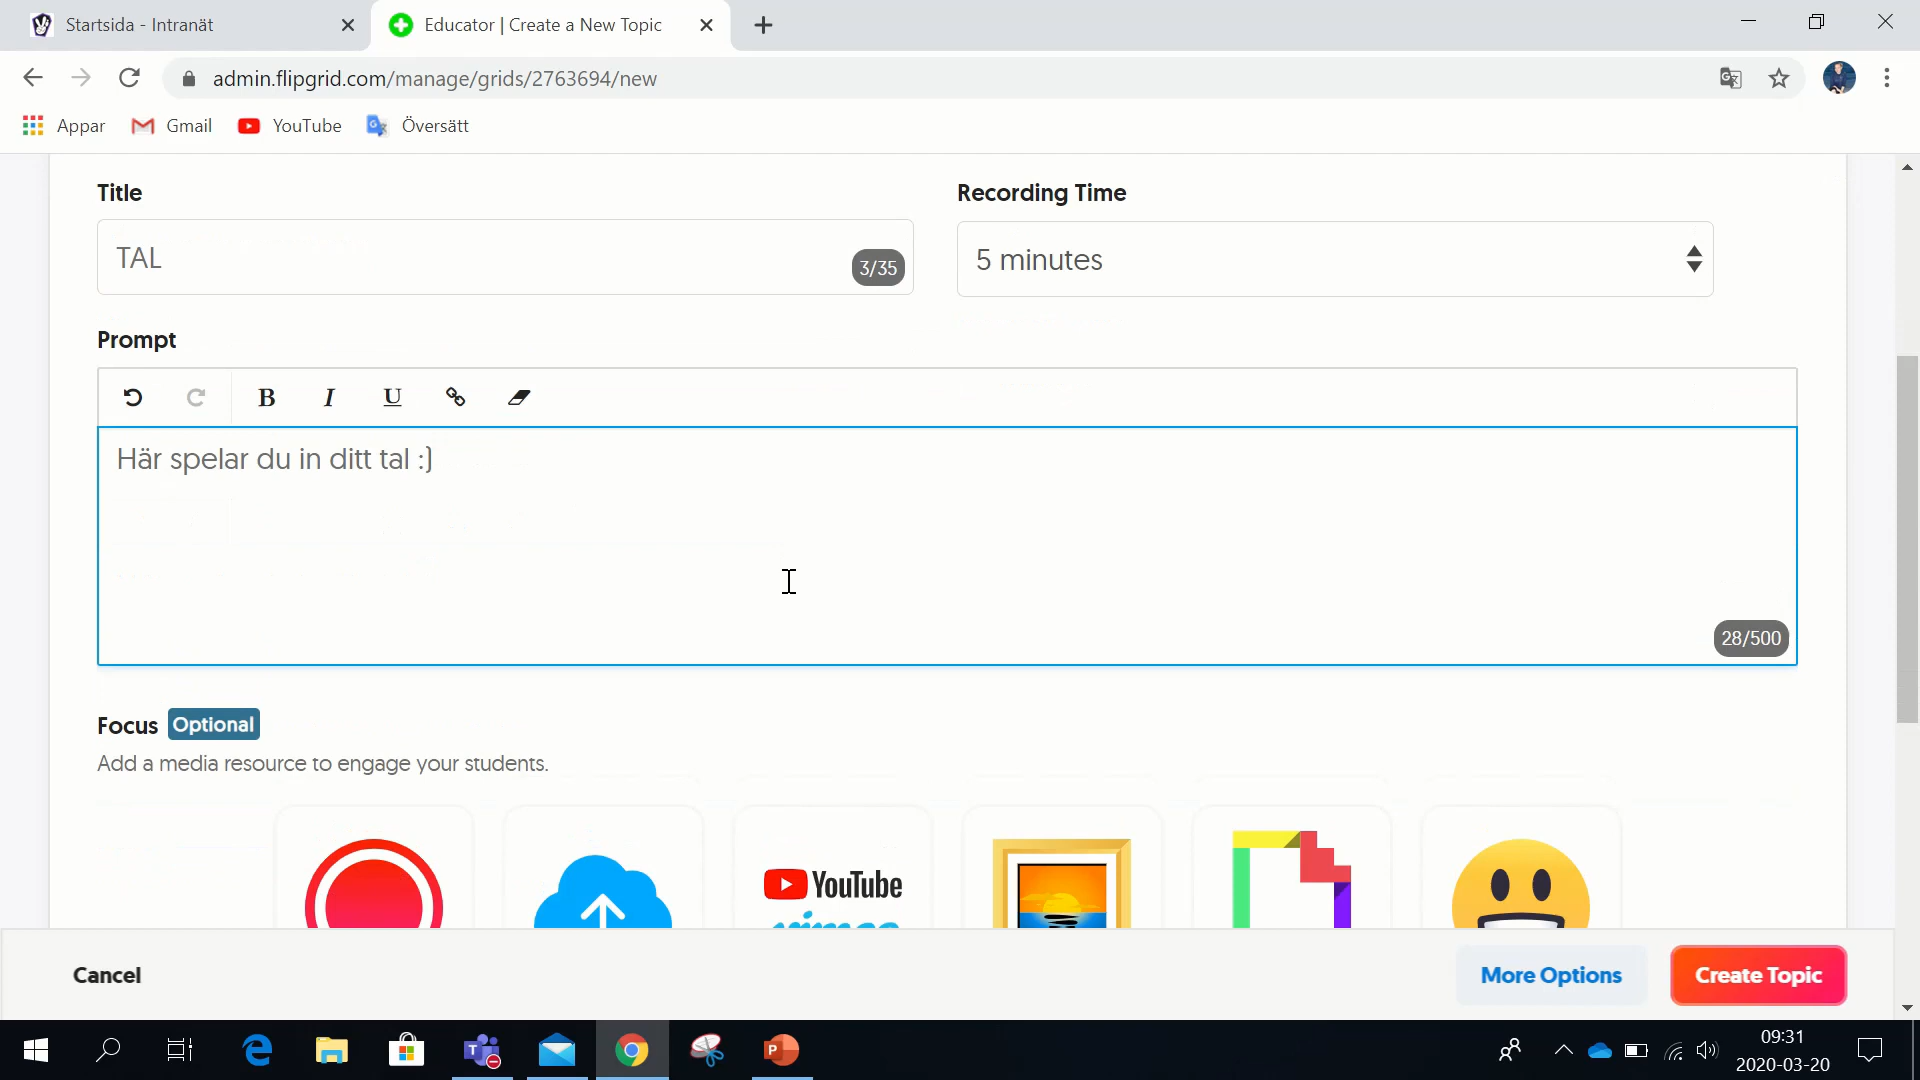 Startsida - Intranät
Educator | Create a New Topic
admin.flipgrid.com/manage/grids/2763694/new
Appar
Gmail
YouTube
Översätt
Title
Recording Time
TAL
3/35
5 minutes
Prompt
B I U
Här spelar du in ditt tal :)
28/500
Focus Optional
Add a media resource to engage your students.
YouTube
vimeo
Cancel
More Options
Create Topic
09:31
2020-03-20